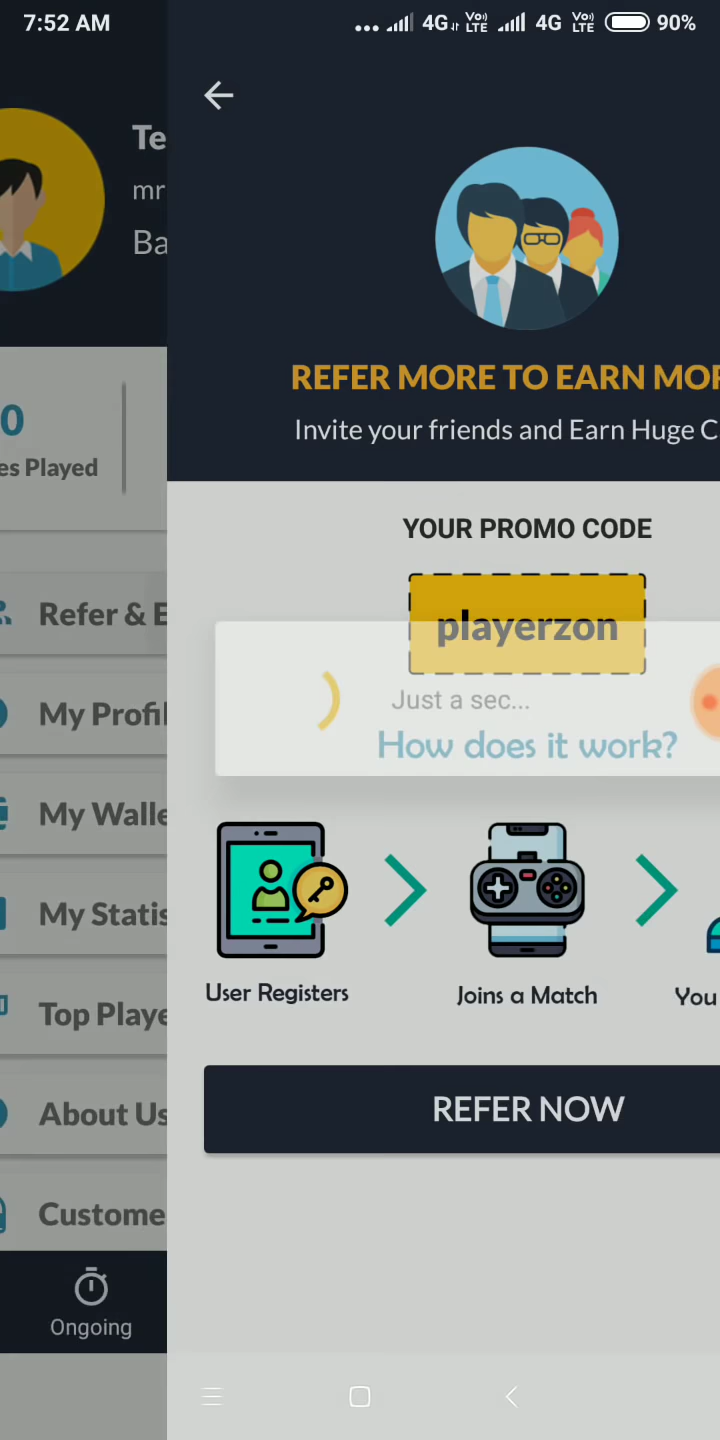 7:52 AM
4G VoLTE 4G VoLTE 90%
Te
mr
Ba
0
es Played
Refer & E
My Profil
My Walle
My Statis
Top Playe
About Us
Custome
Ongoing
REFER MORE TO EARN MOR
Invite your friends and Earn Huge C
YOUR PROMO CODE
playerzon
Just a sec...
How does it work?
User Registers
Joins a Match
You
REFER NOW